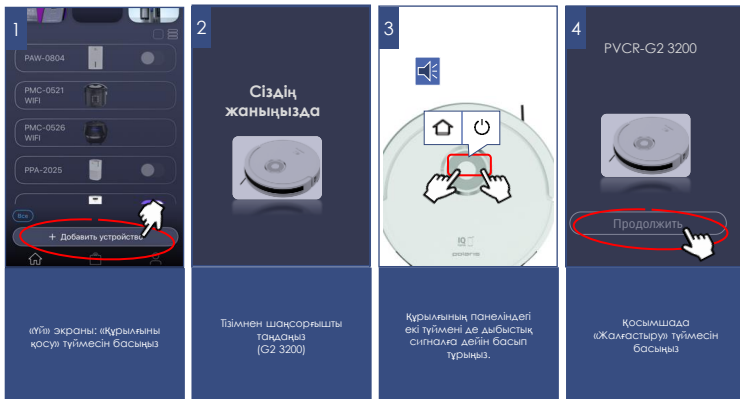 1
PAW-0804
PMC-0521
WIFI
PMC-0526
WIFI
PPA-2025
Все
+ Добавить устройство
«Үй» экраны: «Құрылғыны
қосу» түймесін басыңыз
2
Сіздің
жаныңызда
Тізімнен шаңсорғышты
таңдаңыз
(G2 3200)
3
IQ
polaris
Құрылғының панеліндегі
екі түймені де дыбыстық
сигналға дейін басып
тұрыңыз.
4
PVCR-G2 3200
Продолжить
Қосымшада
«Жалғастыру» түймесін
басыңыз